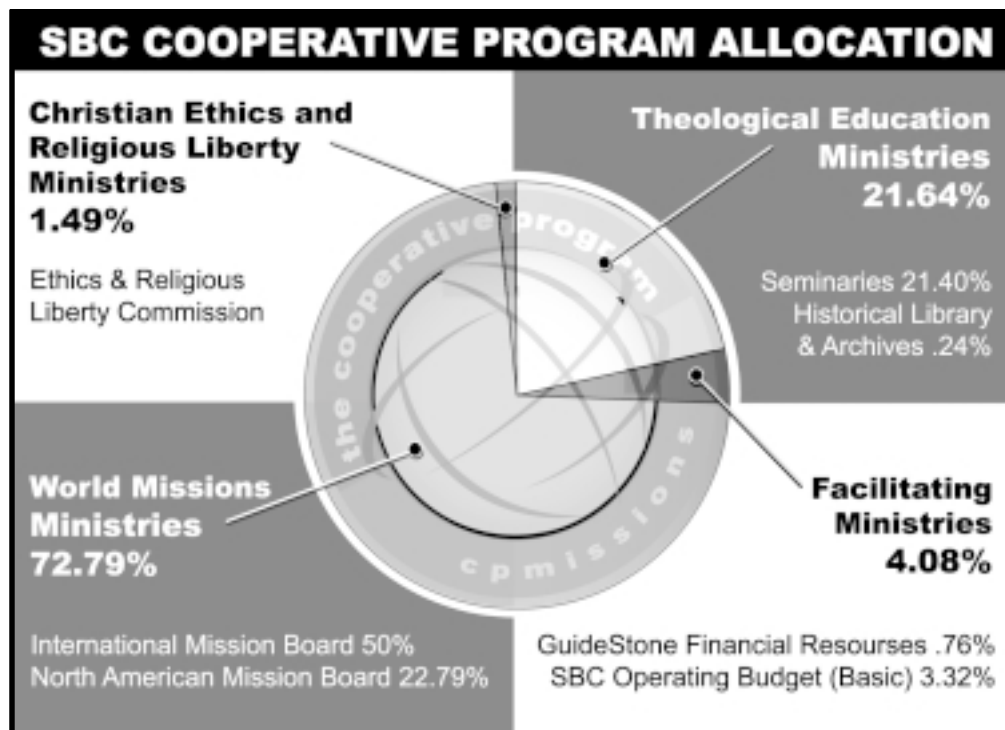 SBC COOPERATIVE PROGRAM ALLOCATION
Christian Ethics and
Religious Liberty
Ministries
1.49%
Ethics & Religious
Liberty Commission
Theological Education
Ministries
21.64%
Seminaries 21.40%
Historical Library
& Archives .24%
the cooperative program
cpmissions
World Missions
Ministries
72.79%
International Mission Board 50%
North American Mission Board 22.79%
Facilitating
Ministries
4.08%
GuideStone Financial Resourses .76%
SBC Operating Budget (Basic) 3.32%